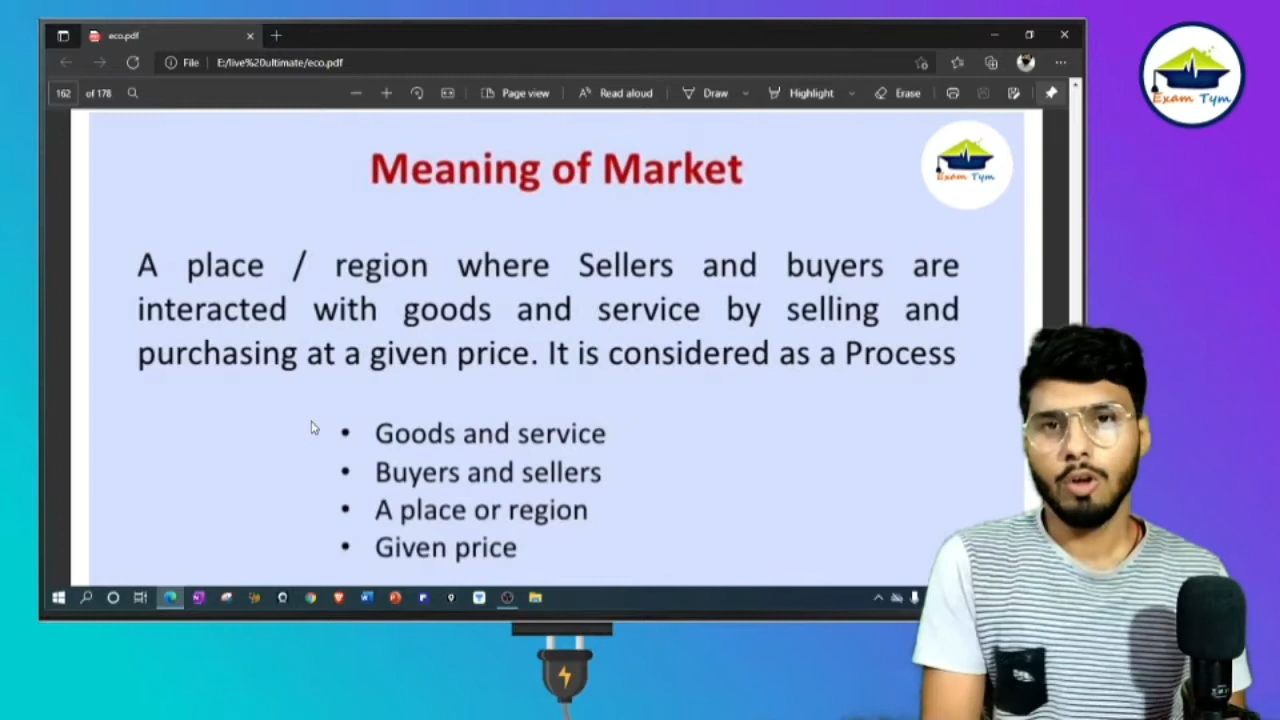 eco.pdf
File
E:/live%20ultimate/eco.pdf
162 of 178
Page view
Read aloud
Draw
Highlight
Erase
Exam Tym
Meaning of Market
Exam Tym
A place / region where Sellers and buyers are
interacted with goods and service by selling and
purchasing at a given price. It is considered as a Process
• Goods and service
• Buyers and sellers
• A place or region
• Given price